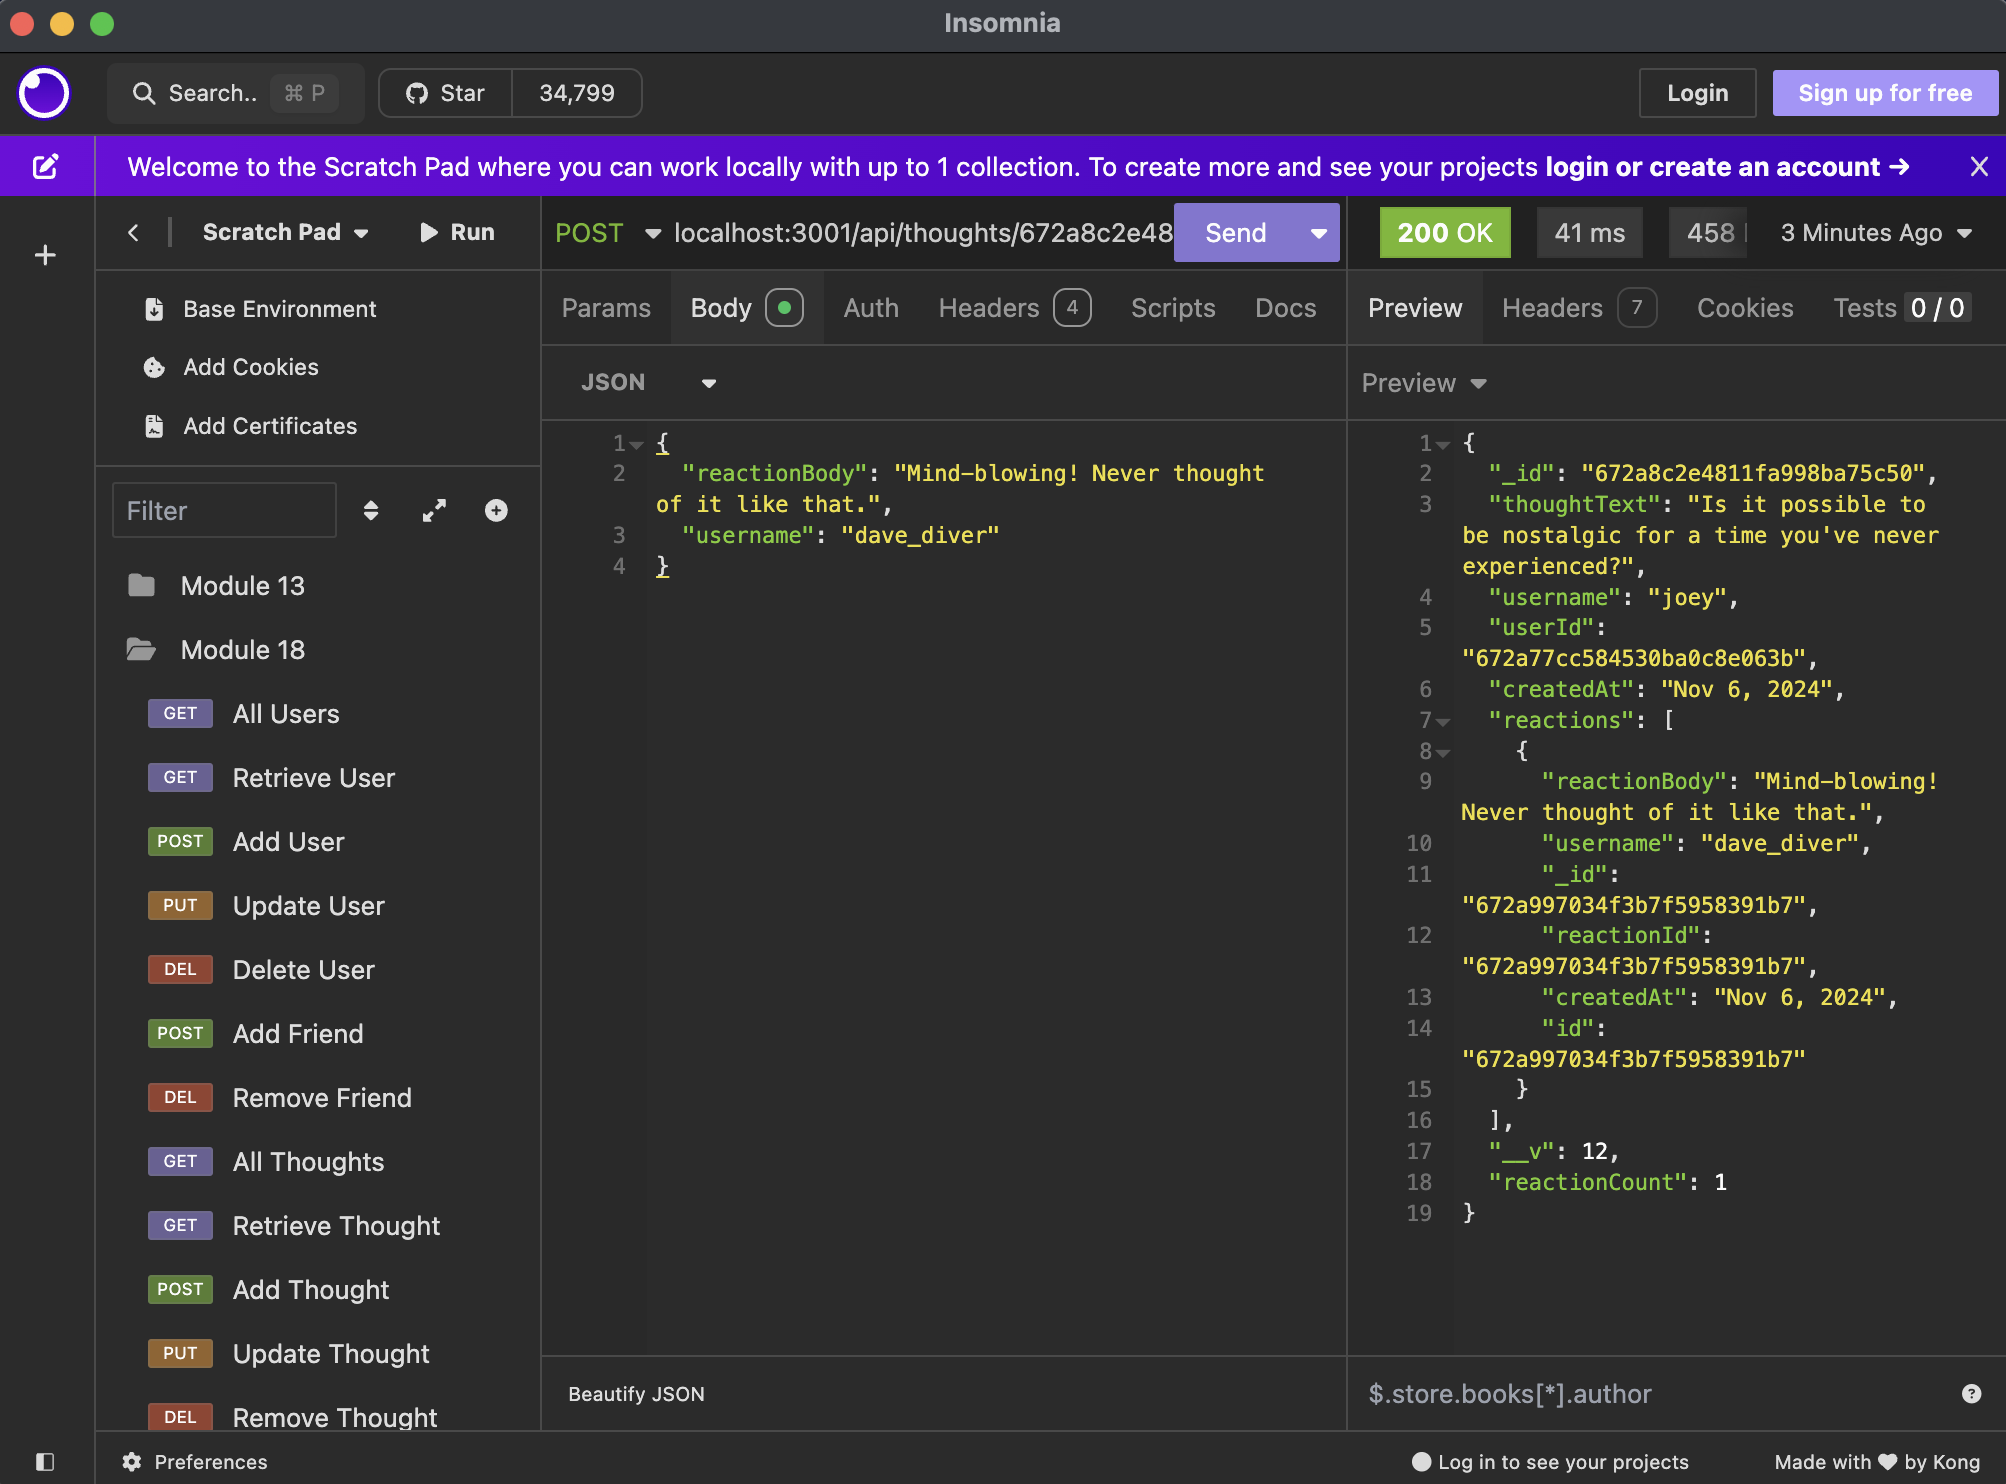 Insomnia
Search.. ⌘ P
Star 34,799
Login
Sign up for free
Welcome to the Scratch Pad where you can work locally with up to 1 collection. To create more and see your projects login or create an account →
Scratch Pad
Run
POST localhost:3001/api/thoughts/672a8c2e48
Send
200 OK
41 ms
458
3 Minutes Ago
Base Environment
Add Cookies
Add Certificates
Filter
Module 13
Module 18
GET All Users
GET Retrieve User
POST Add User
PUT Update User
DEL Delete User
POST Add Friend
DEL Remove Friend
GET All Thoughts
GET Retrieve Thought
POST Add Thought
PUT Update Thought
DEL Remove Thought
Params
Body
Auth
Headers 4
Scripts
Docs
JSON
1 {
2 "reactionBody": "Mind-blowing! Never thought
of it like that.",
3 "username": "dave_diver"
4 }
Beautify JSON
Preview
Headers 7
Cookies
Tests 0 / 0
Preview
1 {
2 "_id": "672a8c2e4811fa998ba75c50",
3 "thoughtText": "Is it possible to
be nostalgic for a time you've never
experienced?",
4 "username": "joey",
5 "userId":
"672a77cc584530ba0c8e063b",
6 "createdAt": "Nov 6, 2024",
7 "reactions": [
8 {
9 "reactionBody": "Mind-blowing!
Never thought of it like that.",
10 "username": "dave_diver",
11 "_id":
"672a997034f3b7f5958391b7",
12 "reactionId":
"672a997034f3b7f5958391b7",
13 "createdAt": "Nov 6, 2024",
14 "id":
"672a997034f3b7f5958391b7"
15 }
16 ],
17 "__v": 12,
18 "reactionCount": 1
19 }
$.store.books[*].author
Preferences
Log in to see your projects
Made with ♥ by Kong